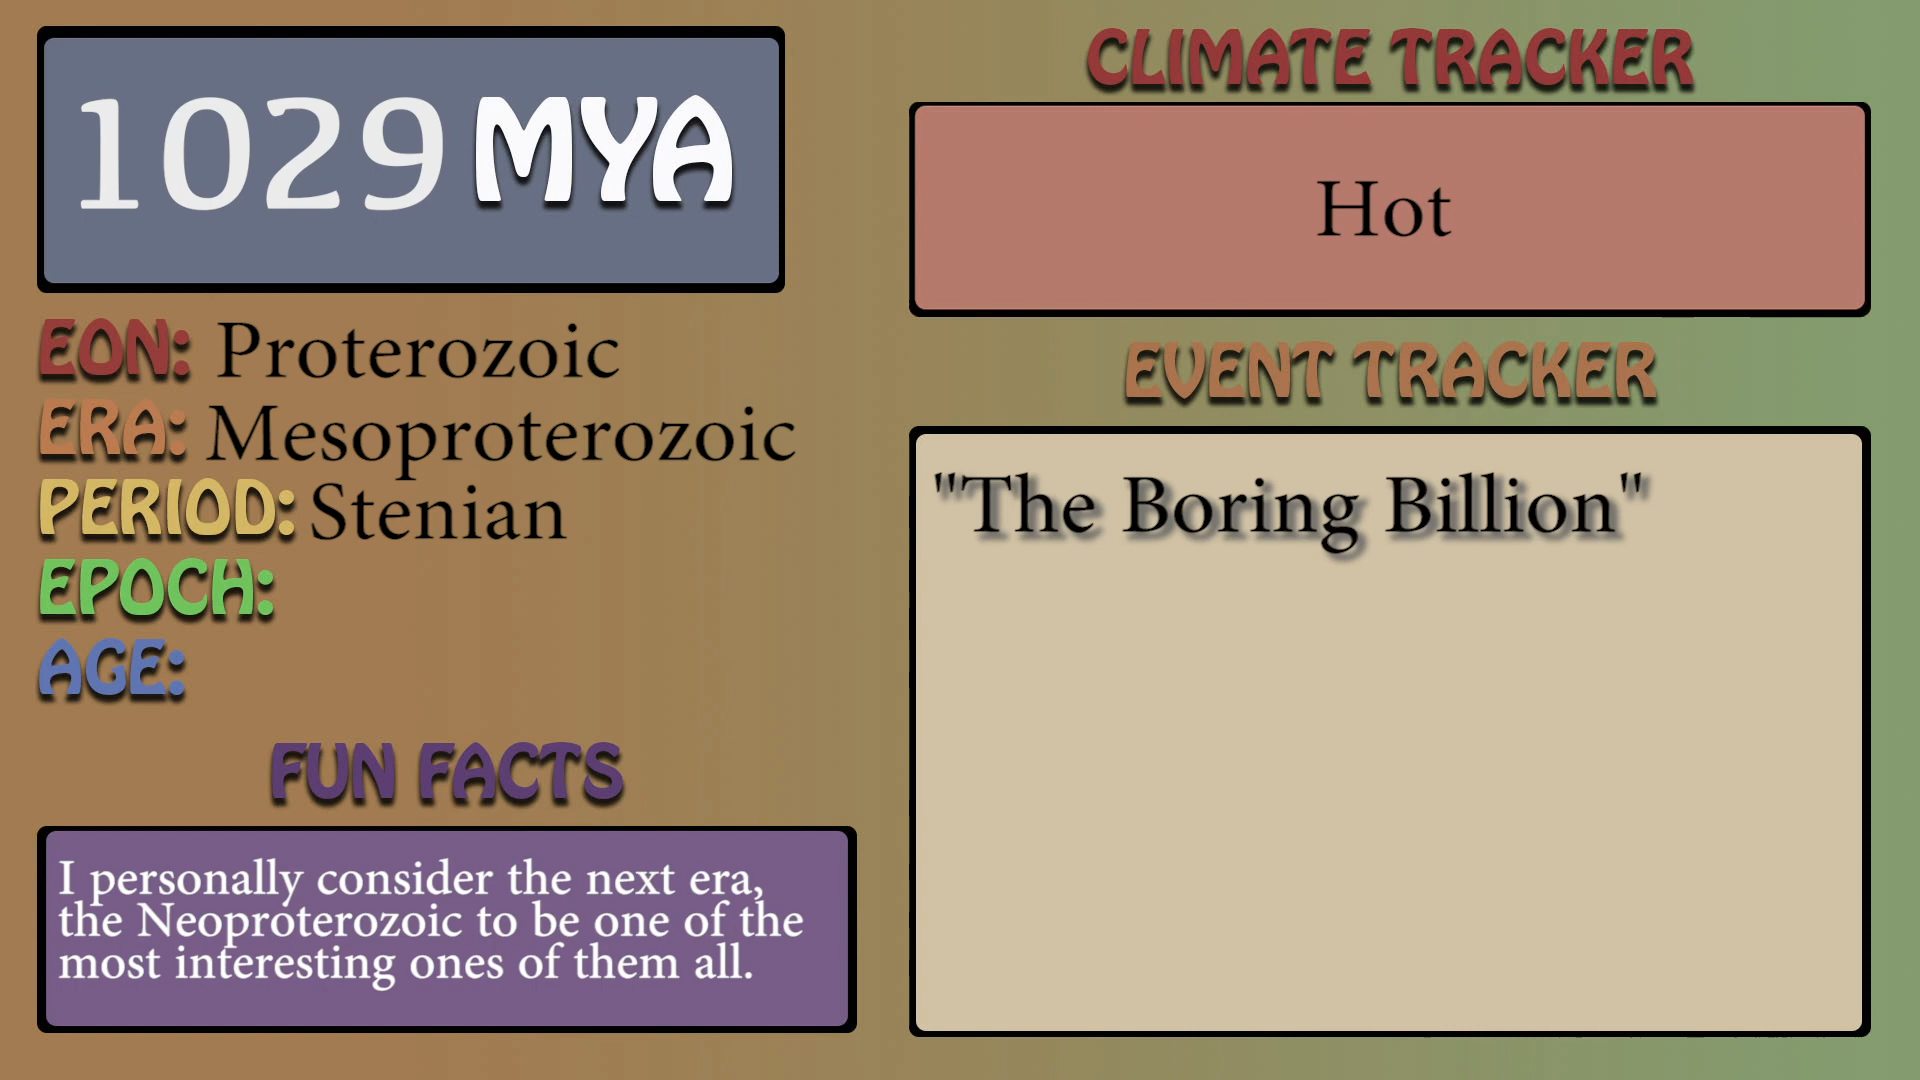 1029 MYA
EON: Proterozoic
ERA: Mesoproterozoic
PERIOD: Stenian
EPOCH:
AGE:
FUN FACTS
I personally consider the next era,
the Neoproterozoic to be one of the
most interesting ones of them all.
CLIMATE TRACKER
Hot
EVENT TRACKER
"The Boring Billion"